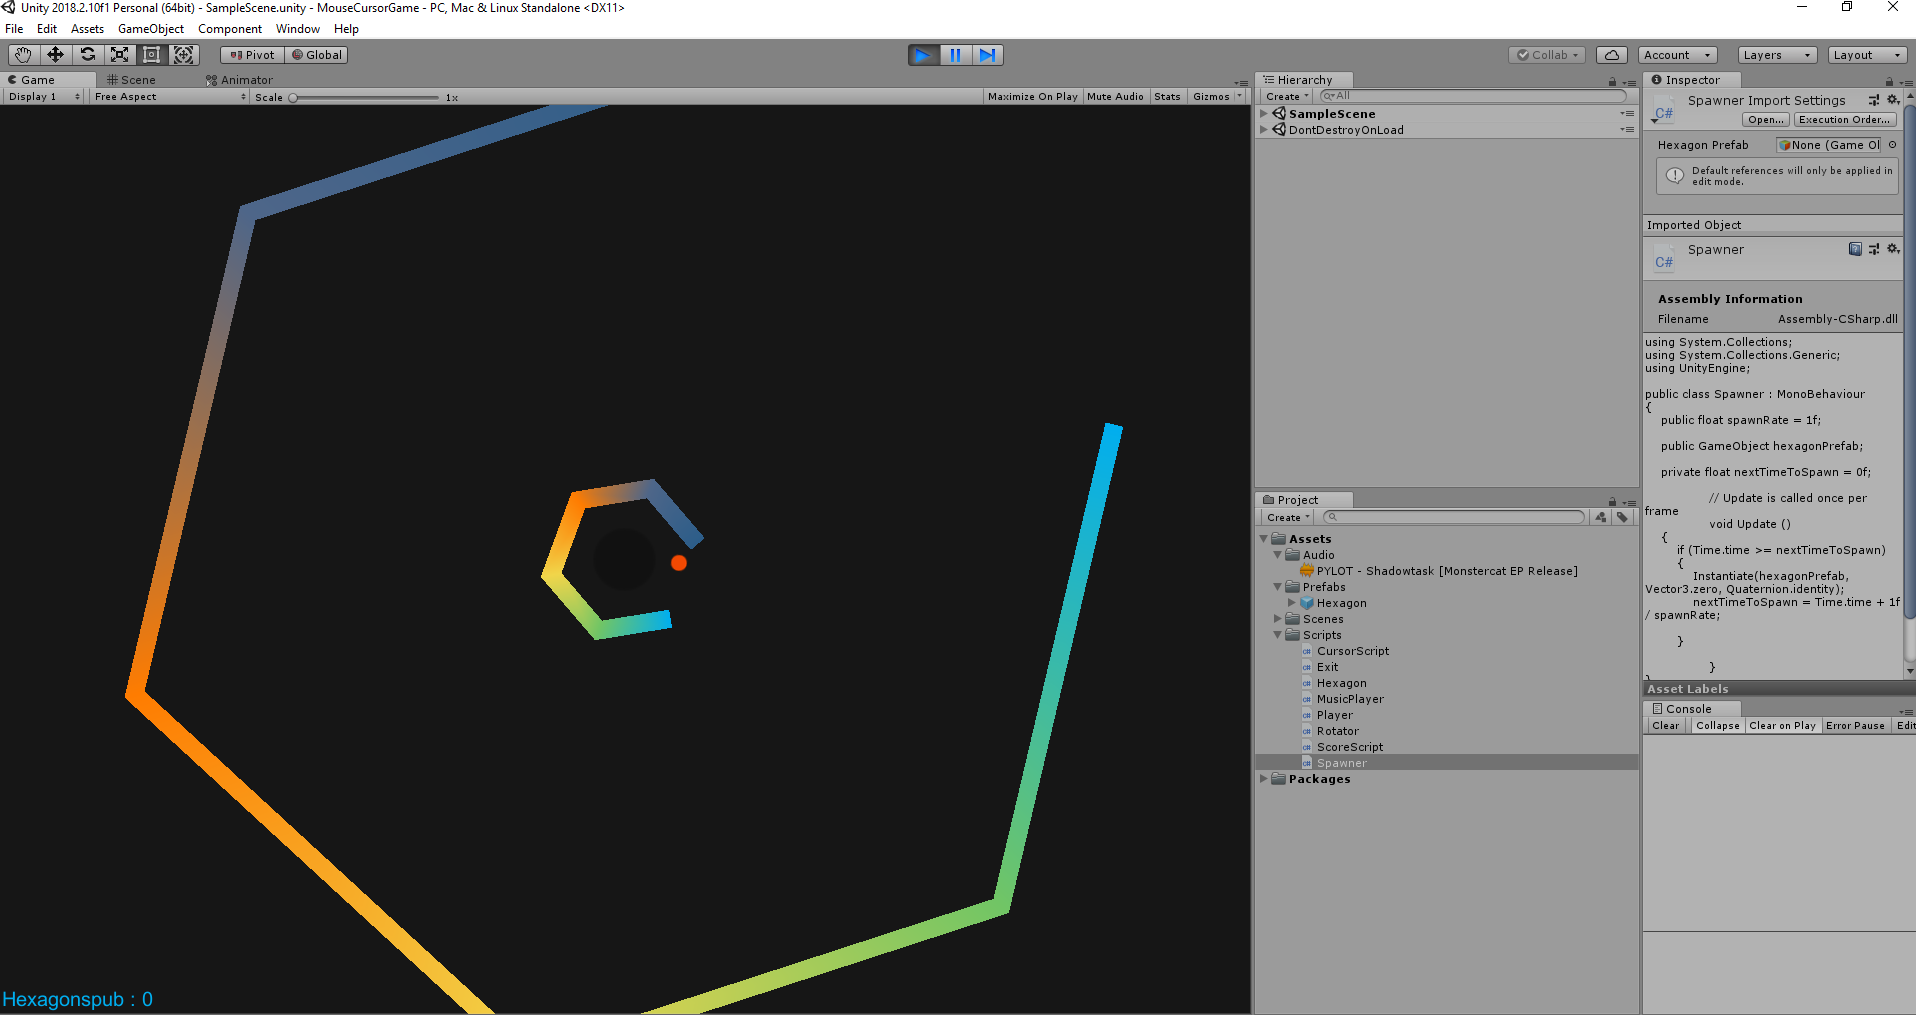 Unity 2018.2.10f1 Personal (64bit) - SampleScene.unity - MouseCursorGame - PC, Mac & Linux Standalone <DX11>
File Edit Assets GameObject Component Window Help
Pivot Global Collab Account Layers Layout
Game Scene Animator
Display 1 Free Aspect Scale 1x Maximize On Play Mute Audio Stats Gizmos
Hexagonspub : 0
Hierarchy
Create All
SampleScene
DontDestroyOnLoad
Project
Create
Assets
Audio
PYLOT - Shadowtask [Monstercat EP Release]
Prefabs
Hexagon
Scenes
Scripts
CursorScript
Exit
Hexagon
MusicPlayer
Player
Rotator
ScoreScript
Spawner
Packages
Inspector
Spawner Import Settings
C#
Open... Execution Order...
Hexagon Prefab None (Game Ol
Default references will only be applied in
edit mode.
Imported Object
Spawner
C#
Assembly Information
Filename Assembly-CSharp.dll
using System.Collections;
using System.Collections.Generic;
using UnityEngine;
public class Spawner : MonoBehaviour
{
public float spawnRate = 1f;
public GameObject hexagonPrefab;
private float nextTimeToSpawn = 0f;
// Update is called once per
frame
void Update ()
{
if (Time.time >= nextTimeToSpawn)
{
Instantiate(hexagonPrefab,
Vector3.zero, Quaternion.identity);
nextTimeToSpawn = Time.time + 1f
/ spawnRate;
}
}
Asset Labels
Console
Clear Collapse Clear on Play Error Pause Edit